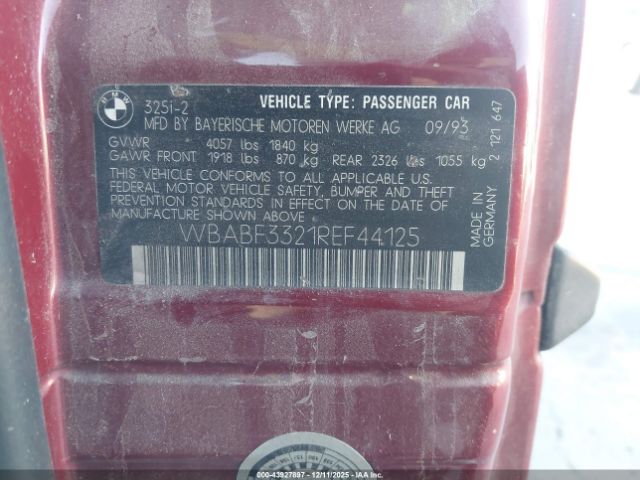 BMW
325i-2 VEHICLE TYPE: PASSENGER CAR
MFD BY BAYERISCHE MOTOREN WERKE AG 09/93
GVWR 4057 lbs 1840 kg
GAWR FRONT 1918 lbs 870 kg REAR 2326 lbs 1055 kg
THIS VEHICLE CONFORMS TO ALL APPLICABLE U.S.
FEDERAL MOTOR VEHICLE SAFETY, BUMPER AND THEFT
PREVENTION STANDARDS IN EFFECT ON THE DATE OF
MANUFACTURE SHOWN ABOVE
WBABF3321REF44125
MADE IN
GERMANY
2 121 647
000-43927897 - 12/11/2025 - IAA Inc.